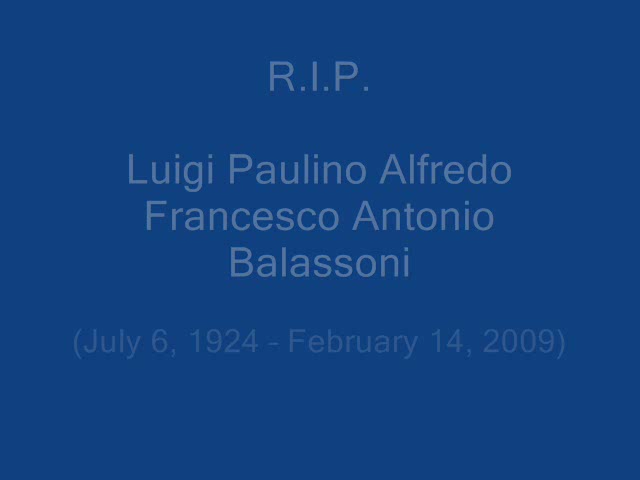 R.I.P.
Luigi Paulino Alfredo
Francesco Antonio
Balassoni
(July 6, 1924 - February 14, 2009)